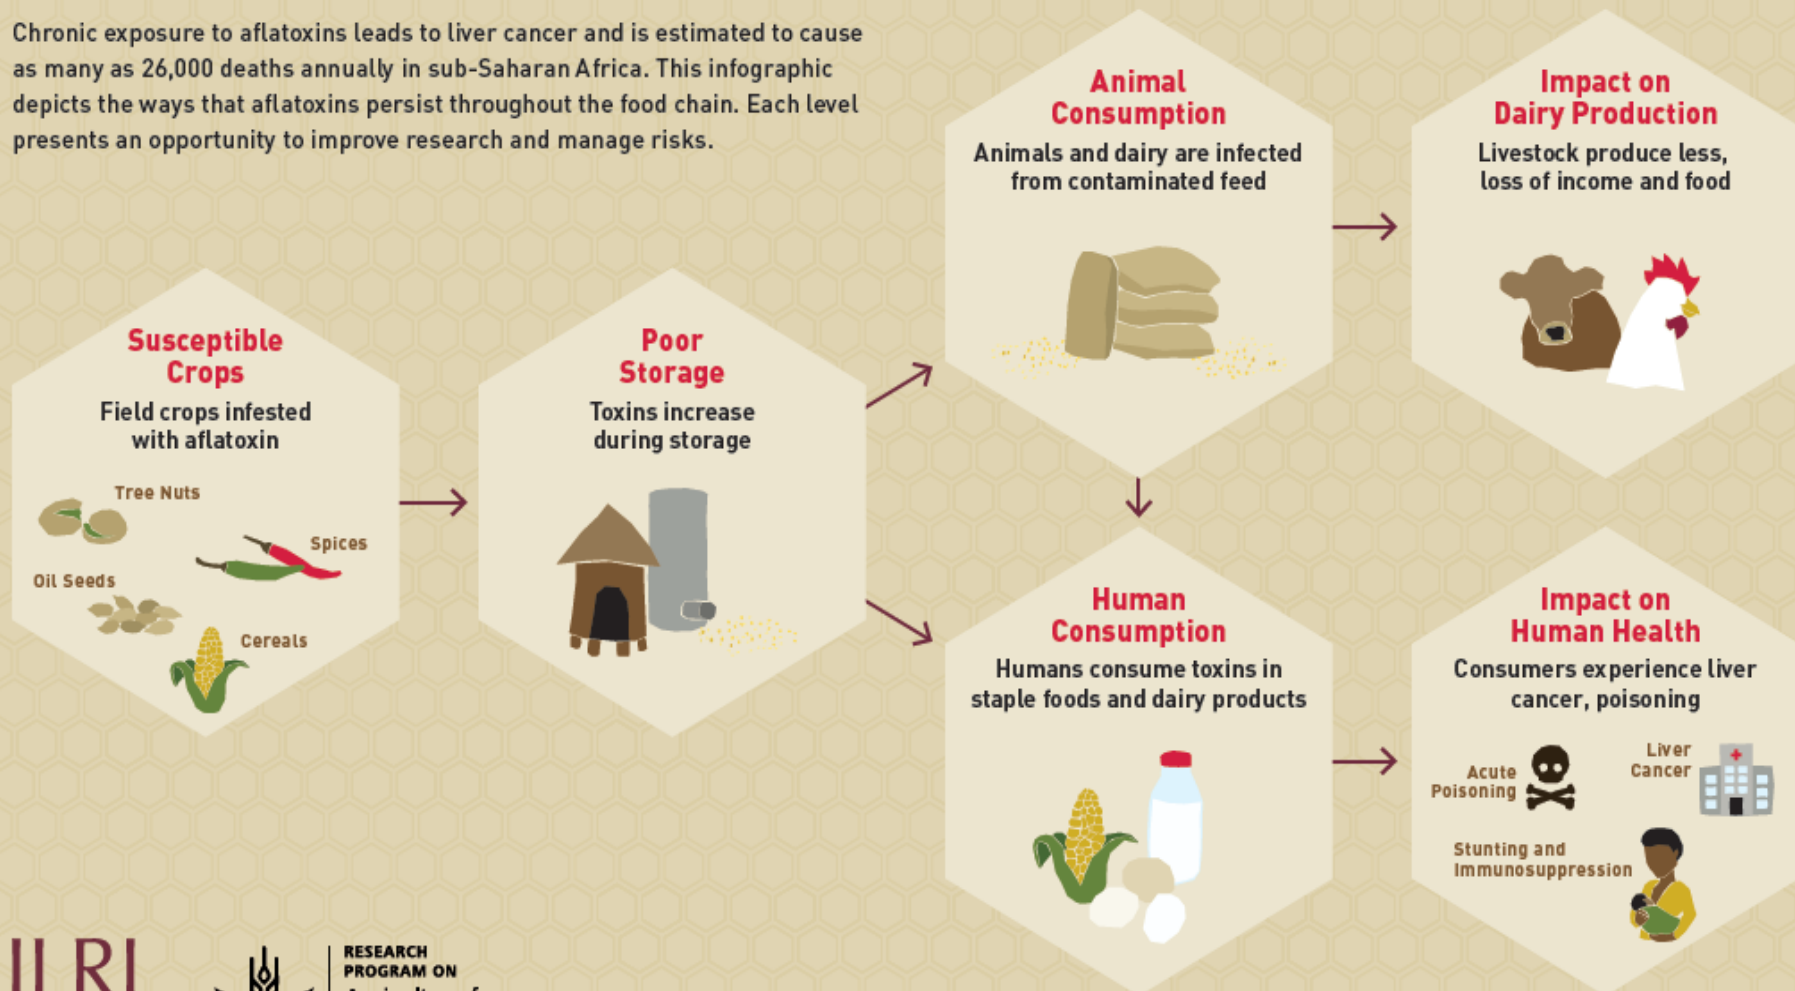 Chronic exposure to aflatoxins leads to liver cancer and is estimated to cause
as many as 26,000 deaths annually in sub-Saharan Africa. This infographic
depicts the ways that aflatoxins persist throughout the food chain. Each level
presents an opportunity to improve research and manage risks.
Susceptible
Crops
Field crops infested
with aflatoxin
Tree Nuts
Spices
Oil Seeds
Cereals
Poor
Storage
Toxins increase
during storage
Animal
Consumption
Animals and dairy are infected
from contaminated feed
Impact on
Dairy Production
Livestock produce less,
loss of income and food
Human
Consumption
Humans consume toxins in
staple foods and dairy products
Impact on
Human Health
Consumers experience liver
cancer, poisoning
Acute
Poisoning
Liver
Cancer
Stunting and
Immunosuppression
RESEARCH
PROGRAM ON